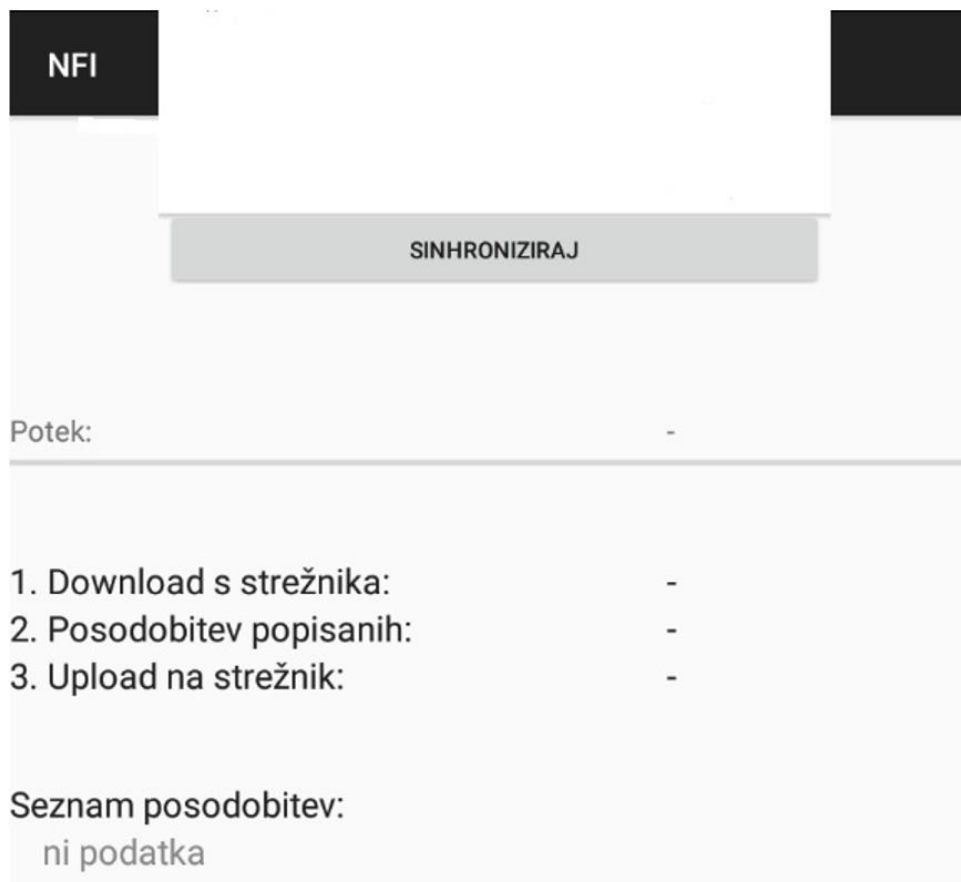 NFI
SINHRONIZIRAJ
Potek: -
1. Download s strežnika: -
2. Posodobitev popisanih: -
3. Upload na strežnik: -
Seznam posodobitev:
ni podatka